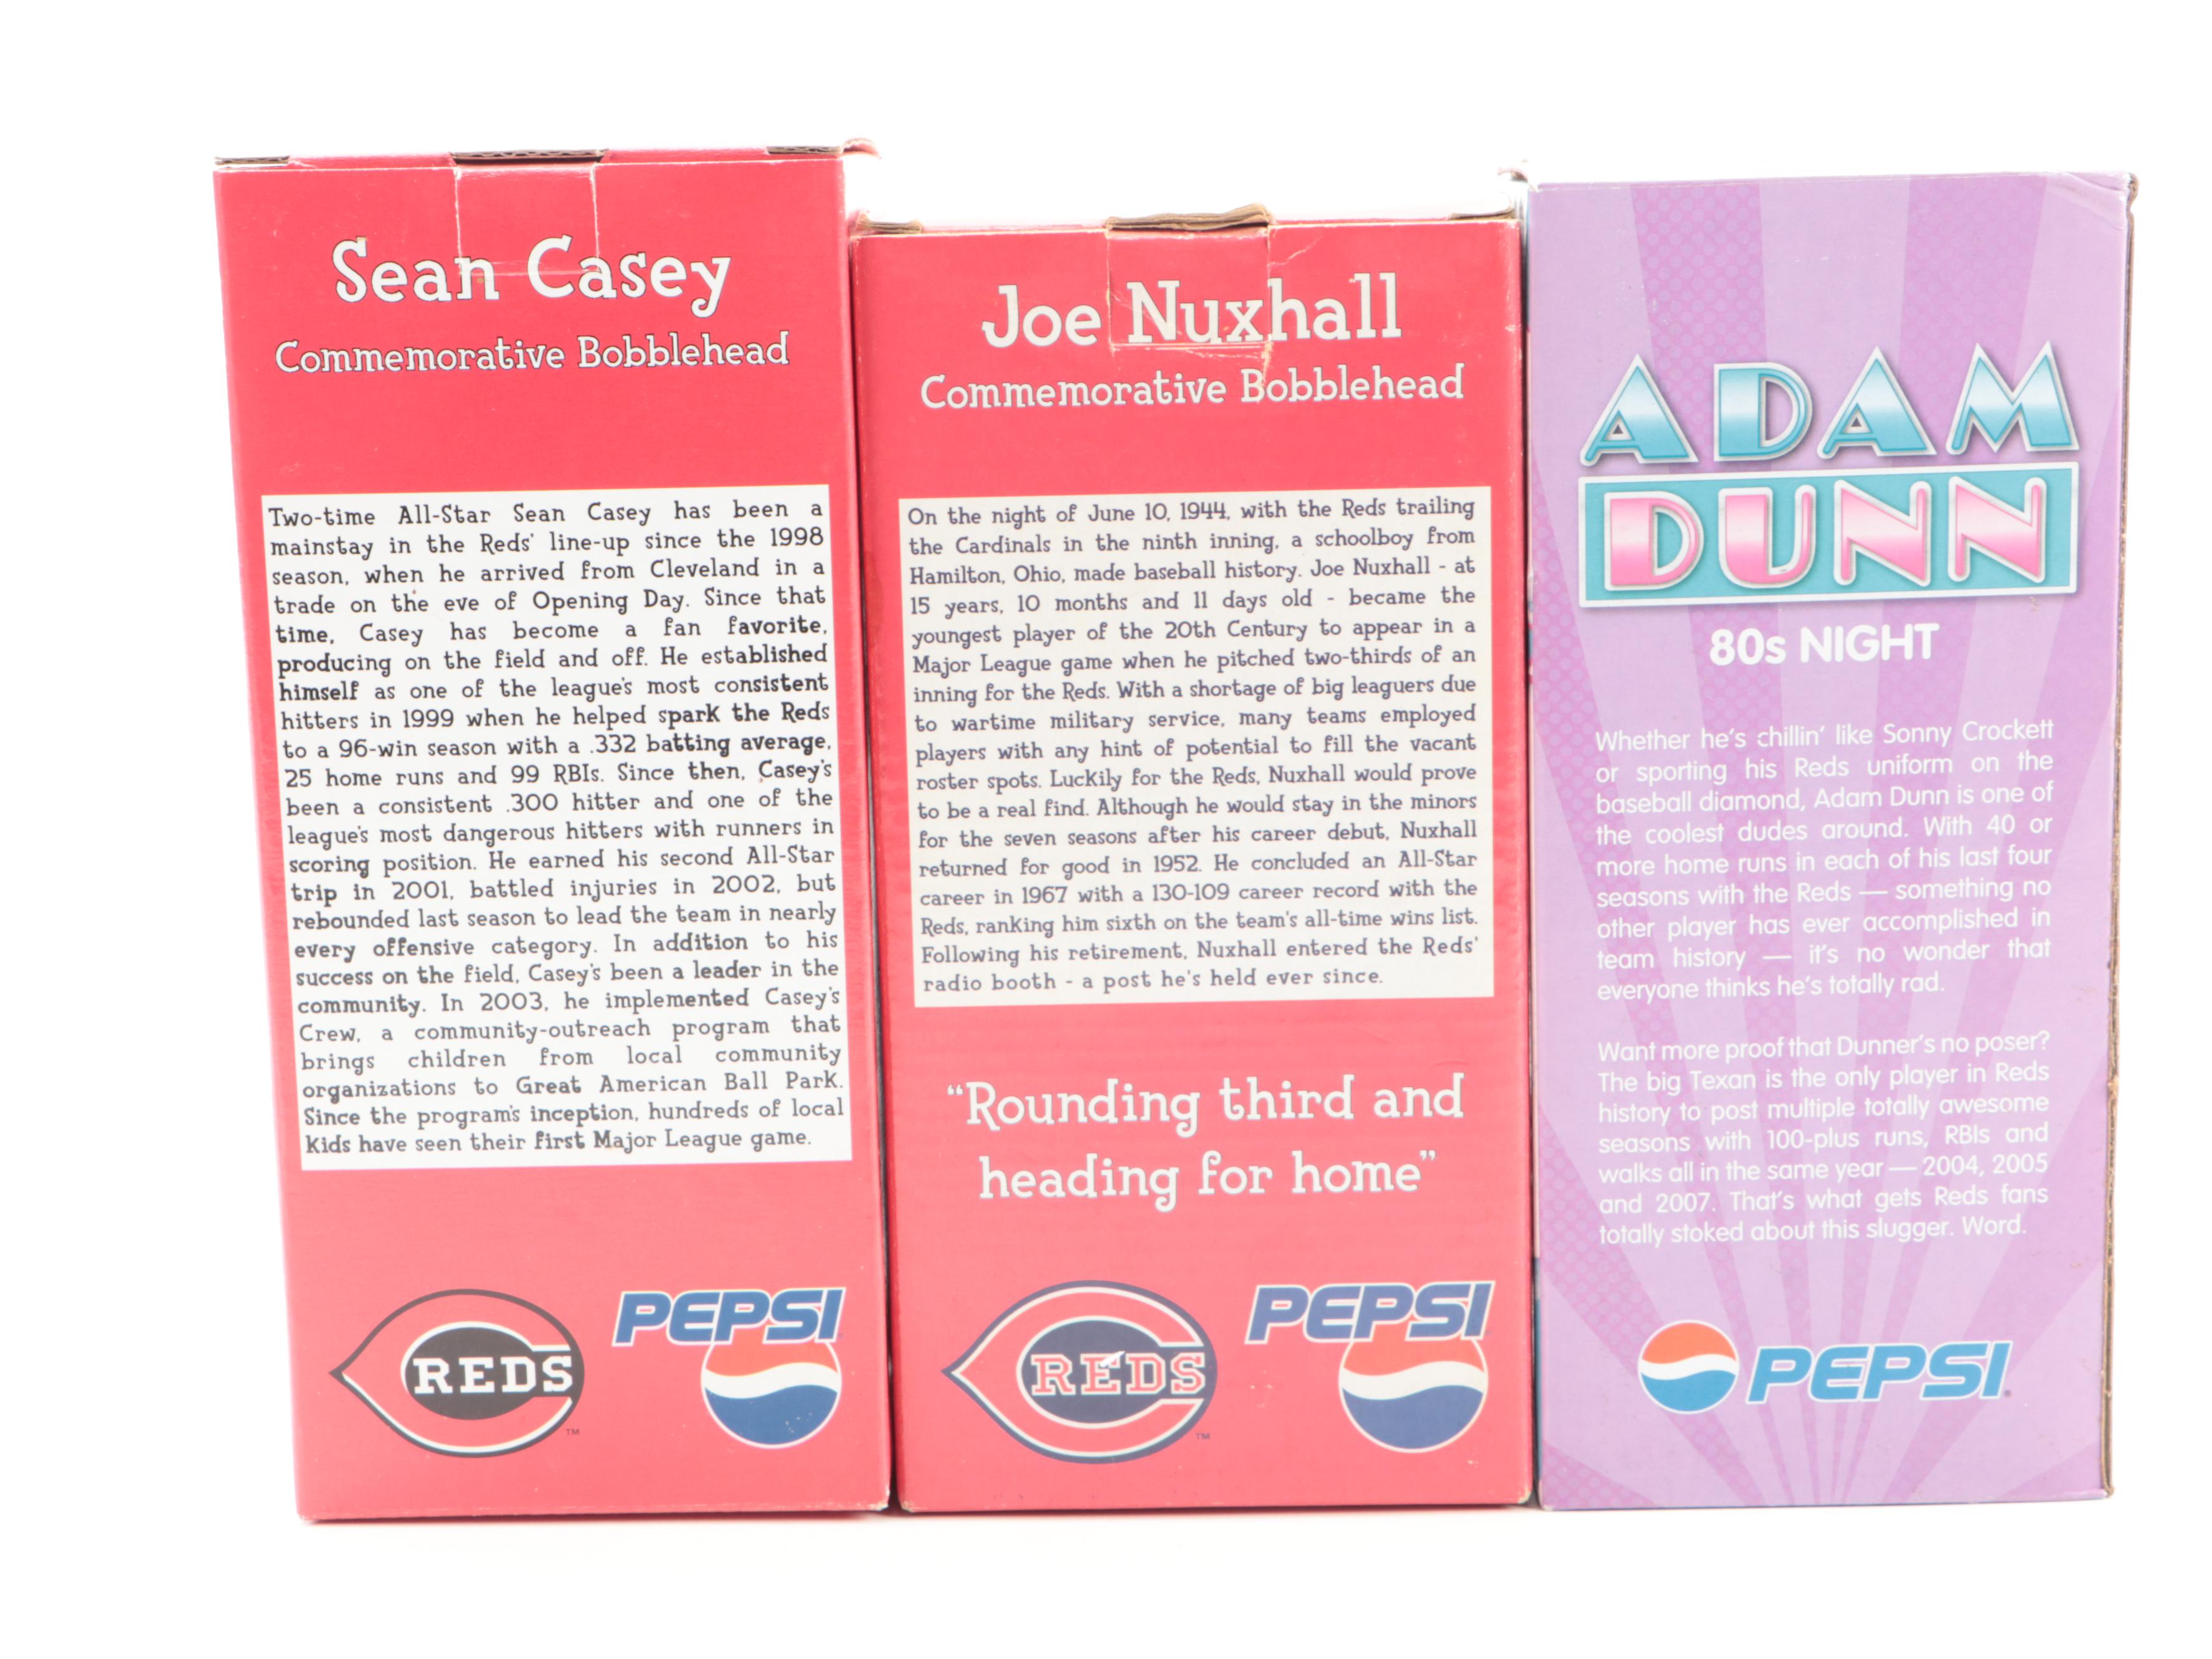 Sean Casey
Commemorative Bobblehead
Two-time All-Star Sean Casey has been a
mainstay in the Reds' line-up since the 1998
season, when he arrived from Cleveland in a
trade on the eve of Opening Day. Since that
time, Casey has become a fan favorite,
producing on the field and off. He established
himself as one of the league's most consistent
hitters in 1999 when he helped spark the Reds
to a 96-win season with a .332 batting average,
25 home runs and 99 RBIs. Since then, Casey's
been a consistent .300 hitter and one of the
league's most dangerous hitters with runners in
scoring position. He earned his second All-Star
trip in 2001, battled injuries in 2002, but
rebounded last season to lead the team in nearly
every offensive category. In addition to his
success on the field, Casey's been a leader in the
community. In 2003, he implemented Casey's
Crew, a community-outreach program that
brings children from local community
organizations to Great American Ball Park.
Since the program's inception, hundreds of local
kids have seen their first Major League game.
REDS
TM
PEPSI
Joe Nuxhall
Commemorative Bobblehead
On the night of June 10, 1944, with the Reds trailing
the Cardinals in the ninth inning, a schoolboy from
Hamilton, Ohio, made baseball history. Joe Nuxhall - at
15 years, 10 months and 11 days old - became the
youngest player of the 20th Century to appear in a
Major League game when he pitched two-thirds of an
inning for the Reds. With a shortage of big leaguers due
to wartime military service, many teams employed
players with any hint of potential to fill the vacant
roster spots. Luckily for the Reds, Nuxhall would prove
to be a real find. Although he would stay in the minors
for the seven seasons after his career debut, Nuxhall
returned for good in 1952. He concluded an All-Star
career in 1967 with a 130-109 career record with the
Reds, ranking him sixth on the team's all-time wins list.
Following his retirement, Nuxhall entered the Reds'
radio booth - a post he's held ever since.
"Rounding third and
heading for home"
REDS
TM
PEPSI
ADAM
DUNN
80s NIGHT
Whether he's chillin' like Sonny Crockett
or sporting his Reds uniform on the
baseball diamond, Adam Dunn is one of
the coolest dudes around. With 40 or
more home runs in each of his last four
seasons with the Reds — something no
other player has ever accomplished in
team history — it's no wonder that
everyone thinks he's totally rad.
Want more proof that Dunner's no poser?
The big Texan is the only player in Reds
history to post multiple totally awesome
seasons with 100-plus runs, RBIs and
walks all in the same year — 2004, 2005
and 2007. That's what gets Reds fans
totally stoked about this slugger. Word.
PEPSI